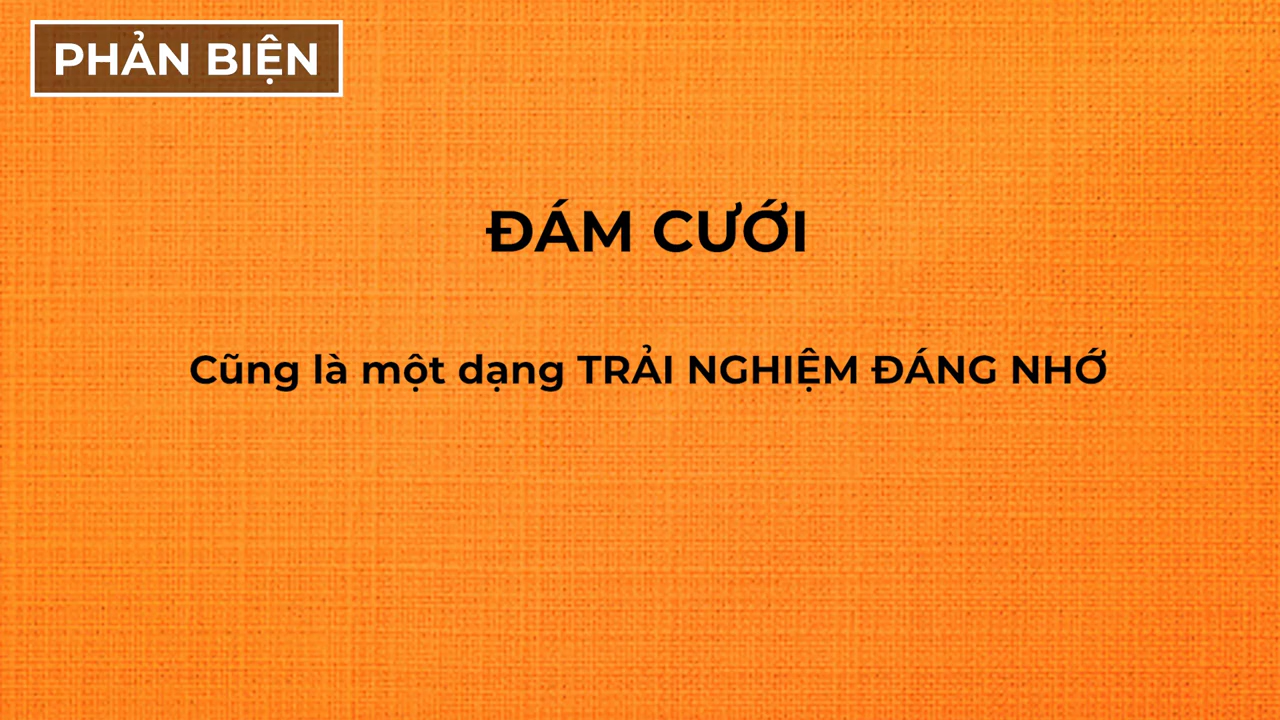 PHẢN BIỆN
ĐÁM CƯỚI
Cũng là một dạng TRẢI NGHIỆM ĐÁNG NHỚ